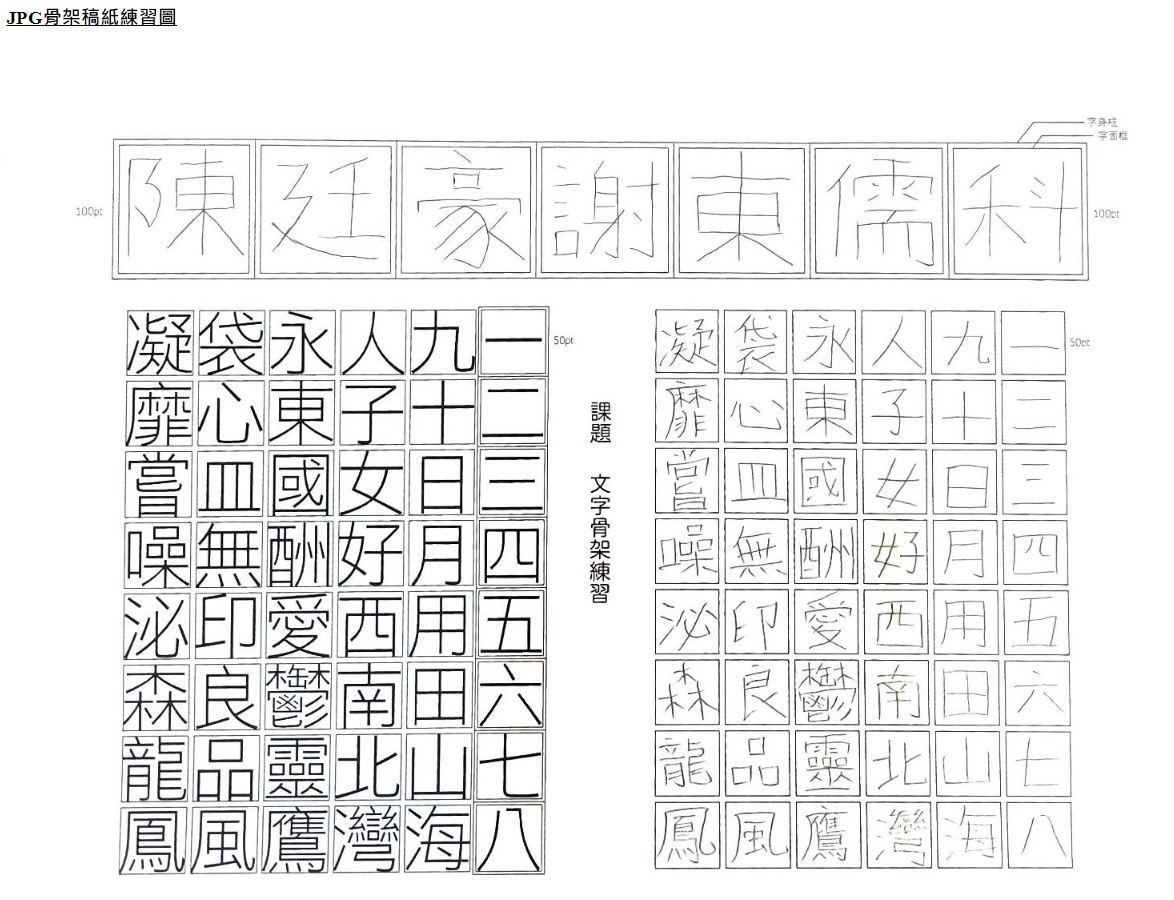 JPG骨架稿紙練習圖
字身框
字面框
100pt
陳廷豪謝東儒科
100pt
一二三四五六七八
九十日月用田山海
人子女好西南北灣
永東國酬愛鬱靈鷹
袋心皿無印良品風
凝靡嘗噪泌森龍鳳
50pt
課題 文字骨架練習
一二三四五六七八
九十日月用田山海
人子女好西南北灣
永東國酬愛鬱靈鷹
袋心皿無印良品風
凝靡嘗噪泌森龍鳳
50pt